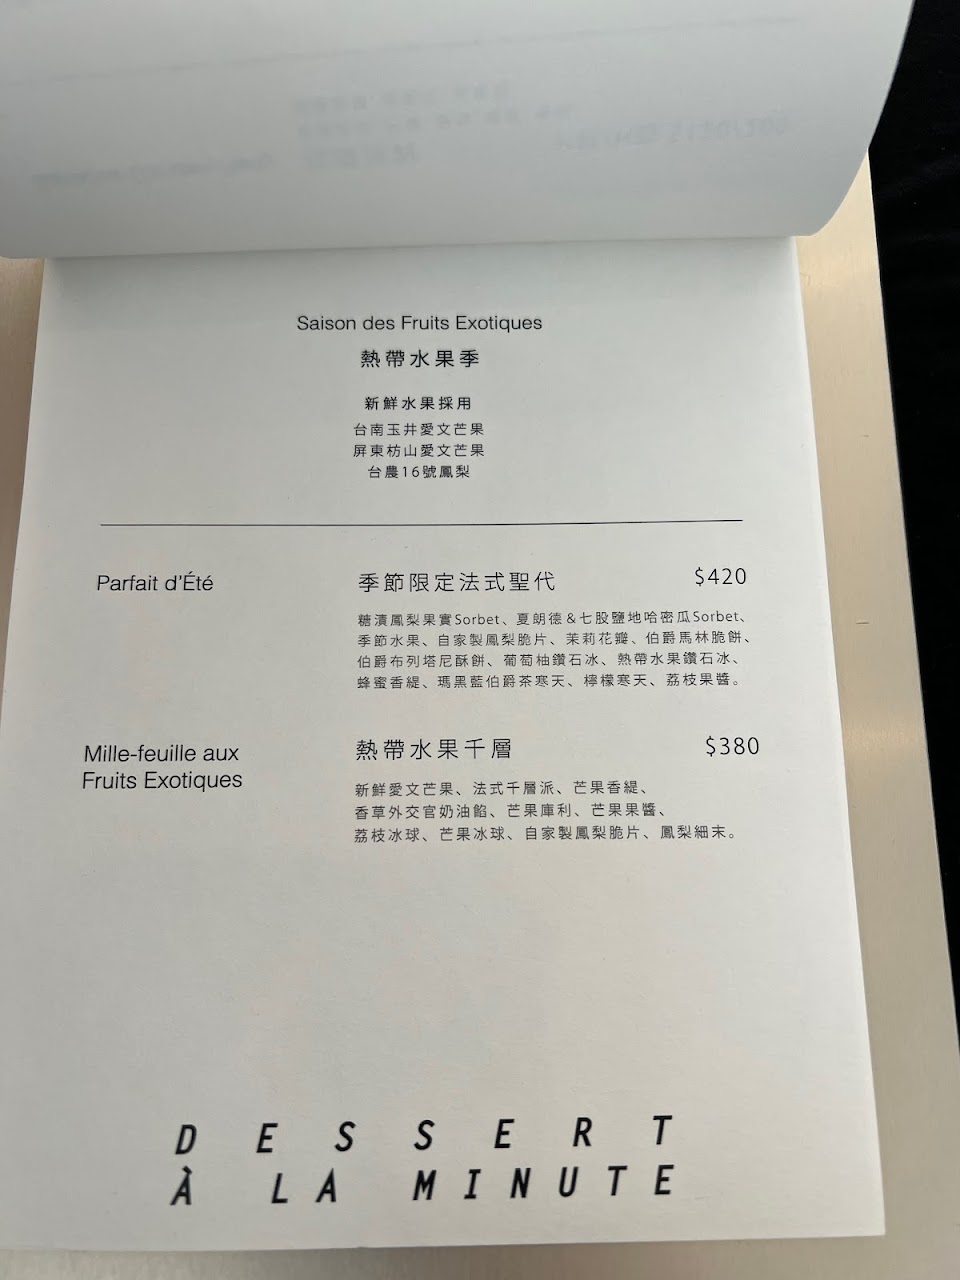 Saison des Fruits Exotiques
熱帶水果季
新鮮水果採用
台南玉井愛文芒果
屏東枋山愛文芒果
台農16號鳳梨
Parfait d'Été
季節限定法式聖代
$420
糖漬鳳梨果實Sorbet、夏朗德&七股鹽地哈密瓜Sorbet、
季節水果、自家製鳳梨脆片、茉莉花瓣、伯爵馬林脆餅、
伯爵布列塔尼酥餅、葡萄柚鑽石冰、熱帶水果鑽石冰、
蜂蜜香緹、瑪黑藍伯爵茶寒天、檸檬寒天、荔枝果醬。
Mille-feuille aux
Fruits Exotiques
熱帶水果千層
$380
新鮮愛文芒果、法式千層派、芒果香緹、
香草外交官奶油餡、芒果庫利、芒果果醬、
荔枝冰球、芒果冰球、自家製鳳梨脆片、鳳梨細末。
DESSERT
À LA MINUTE